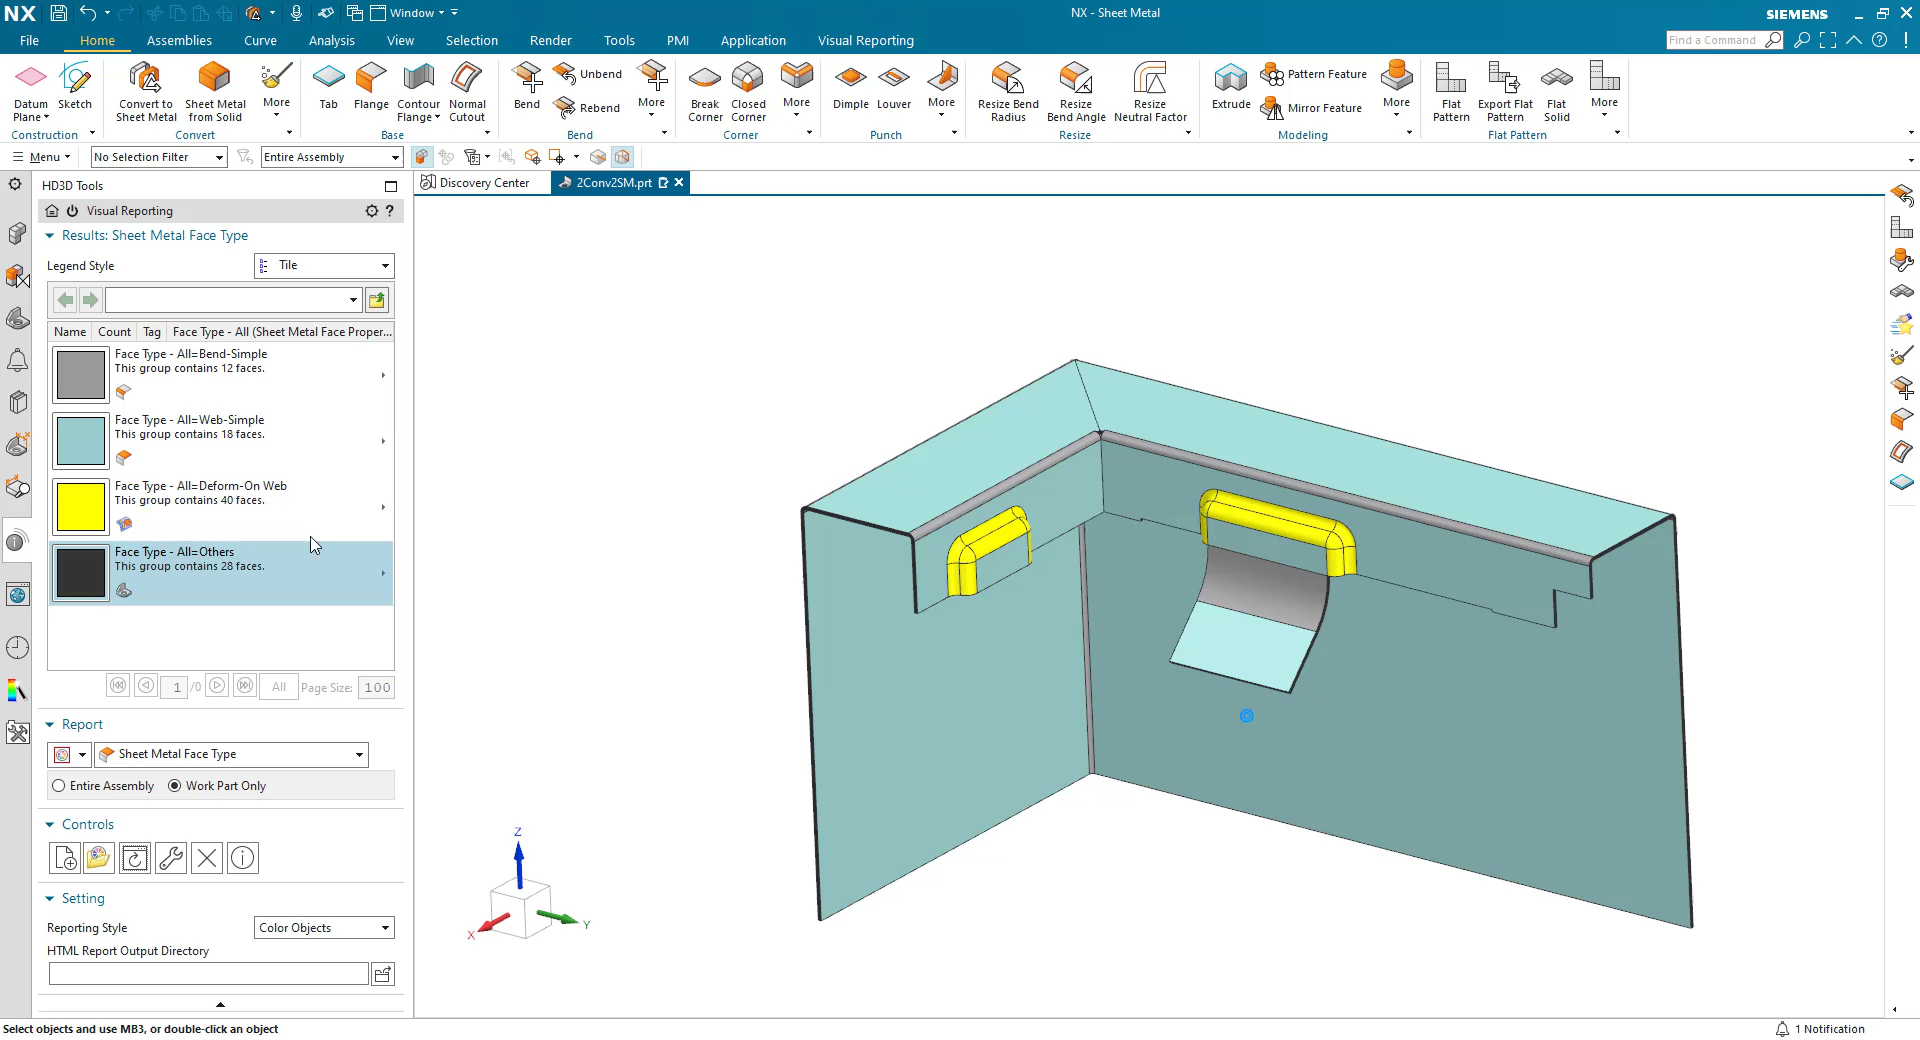 NX
Window
NX - Sheet Metal
SIEMENS
File
Home
Assemblies
Curve
Analysis
View
Selection
Render
Tools
PMI
Application
Visual Reporting
Find a Command
Datum
Plane
Sketch
Construction
Convert to
Sheet Metal
Sheet Metal
from Solid
More
Convert
Tab
Flange
Contour
Flange
Normal
Cutout
Base
Bend
Unbend
Rebend
More
Bend
Break
Corner
Closed
Corner
More
Corner
Dimple
Louver
More
Punch
Resize Bend
Radius
Resize
Bend Angle
Resize
Neutral Factor
Resize
Extrude
Pattern Feature
Mirror Feature
More
Modeling
Flat
Pattern
Export Flat
Pattern
Flat
Solid
More
Flat Pattern
Menu
No Selection Filter
Entire Assembly
HD3D Tools
Discovery Center
2Conv2SM.prt
Visual Reporting
?
Results: Sheet Metal Face Type
Legend Style
Tile
Name
Count
Tag
Face Type - All (Sheet Metal Face Proper...
Face Type - All=Bend-Simple
This group contains 12 faces.
Face Type - All=Web-Simple
This group contains 18 faces.
Face Type - All=Deform-On Web
This group contains 40 faces.
Face Type - All=Others
This group contains 28 faces.
1
/0
All
Page Size:
100
Report
Sheet Metal Face Type
Entire Assembly
Work Part Only
Controls
Setting
Reporting Style
Color Objects
HTML Report Output Directory
Z
X
Y
Select objects and use MB3, or double-click an object
1 Notification